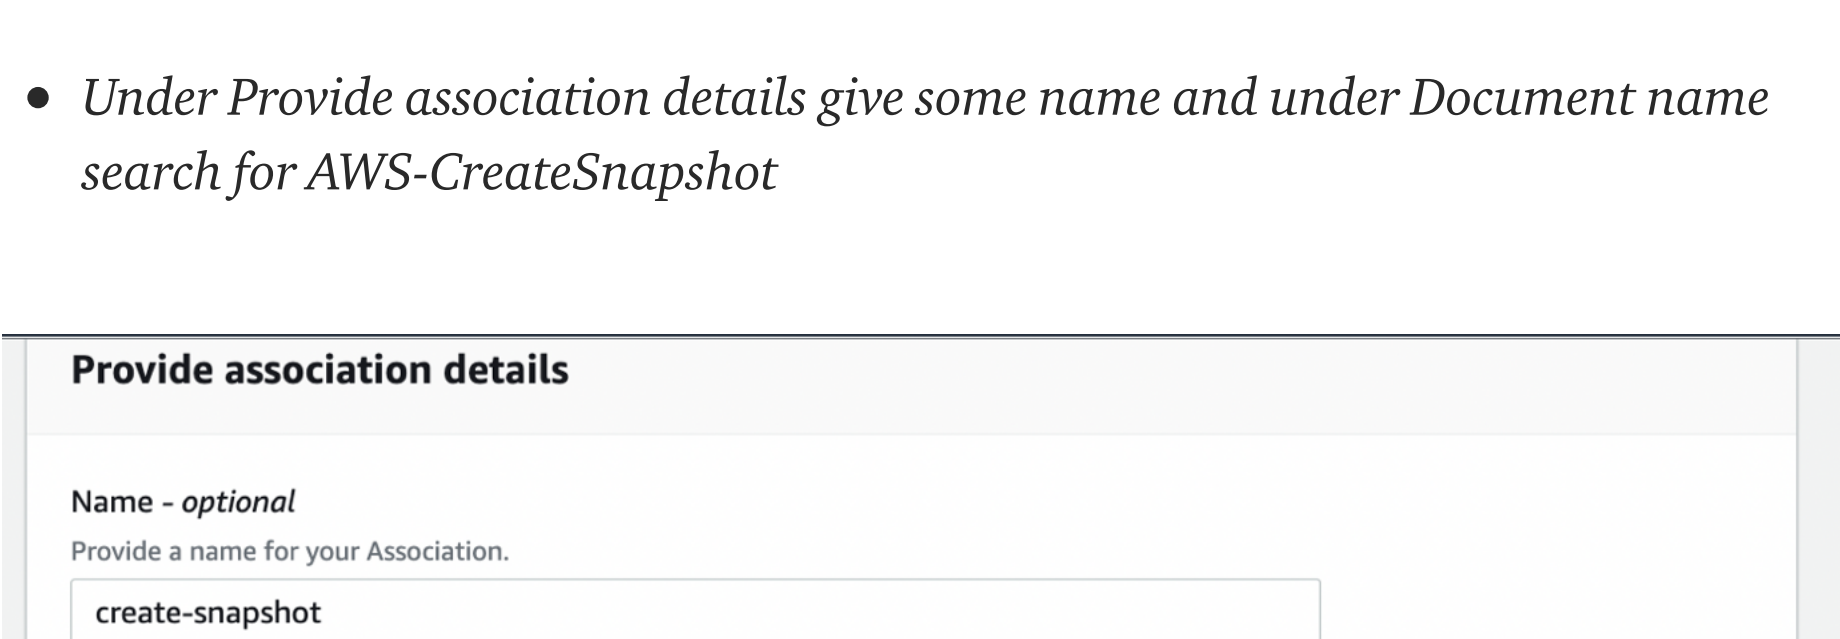 • Under Provide association details give some name and under Document name
search for AWS-CreateSnapshot
Provide association details
Name - optional
Provide a name for your Association.
create-snapshot